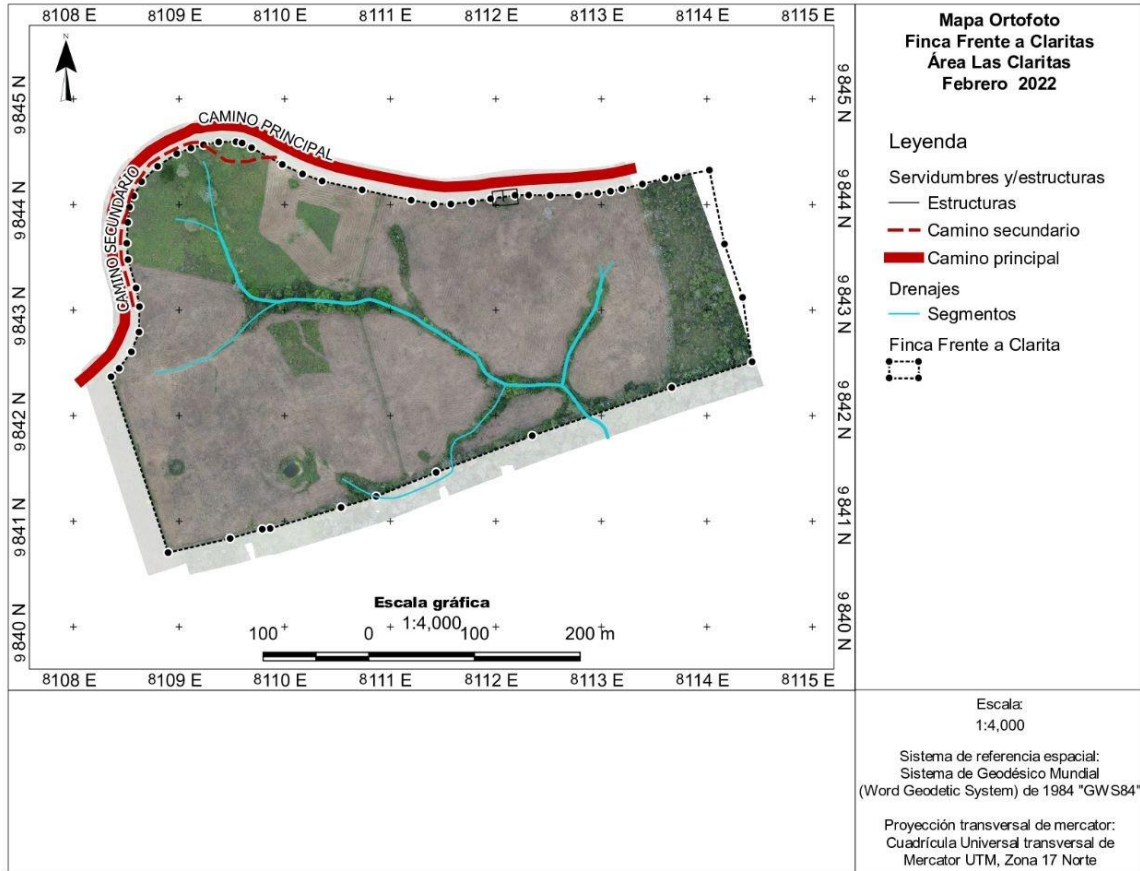 8108 E 8109 E 8110 E 8111 E 8112 E 8113 E 8114 E 8115 E
N
9 845 N
9 844 N
9 843 N
9 842 N
9 841 N
9 840 N
CAMINO PRINCIPAL
CAMINO SECUNDARIO
9 845 N
9 844 N
9 843 N
9 842 N
9 841 N
9 840 N
Escala gráfica
1:4,000
100 0 100 200 m
8108 E 8109 E 8110 E 8111 E 8112 E 8113 E 8114 E 8115 E
Mapa Ortofoto
Finca Frente a Claritas
Área Las Claritas
Febrero 2022
Leyenda
Servidumbres y/estructuras
Estructuras
Camino secundario
Camino principal
Drenajes
Segmentos
Finca Frente a Clarita
Escala:
1:4,000
Sistema de referencia espacial:
Sistema de Geodésico Mundial
(Word Geodetic System) de 1984 "GWS84"
Proyección transversal de mercator:
Cuadrícula Universal transversal de
Mercator UTM, Zona 17 Norte